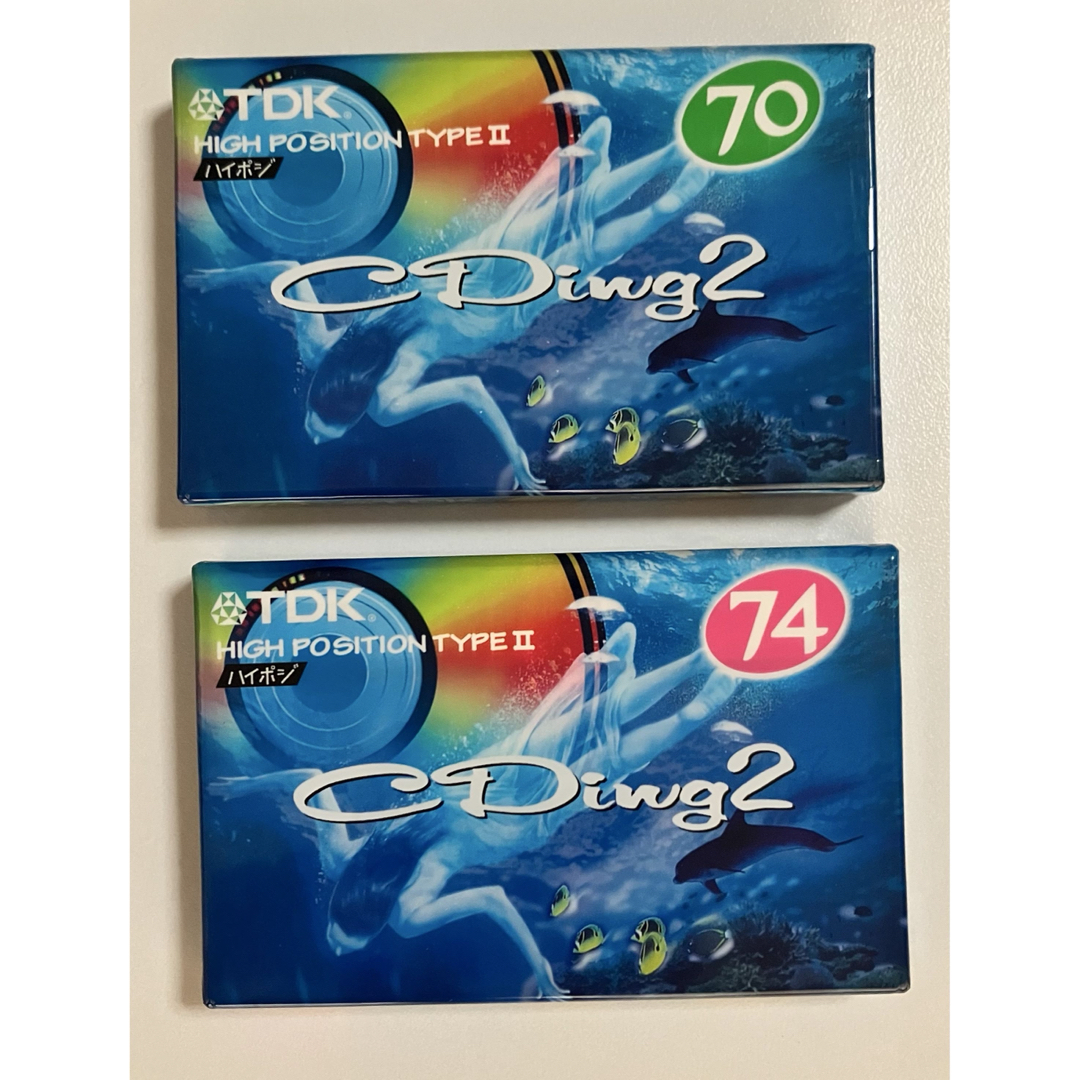 TDK
70
HIGH POSITION TYPE II
ハイポジ
CDing2
TDK
74
HIGH POSITION TYPE II
ハイポジ
CDing2